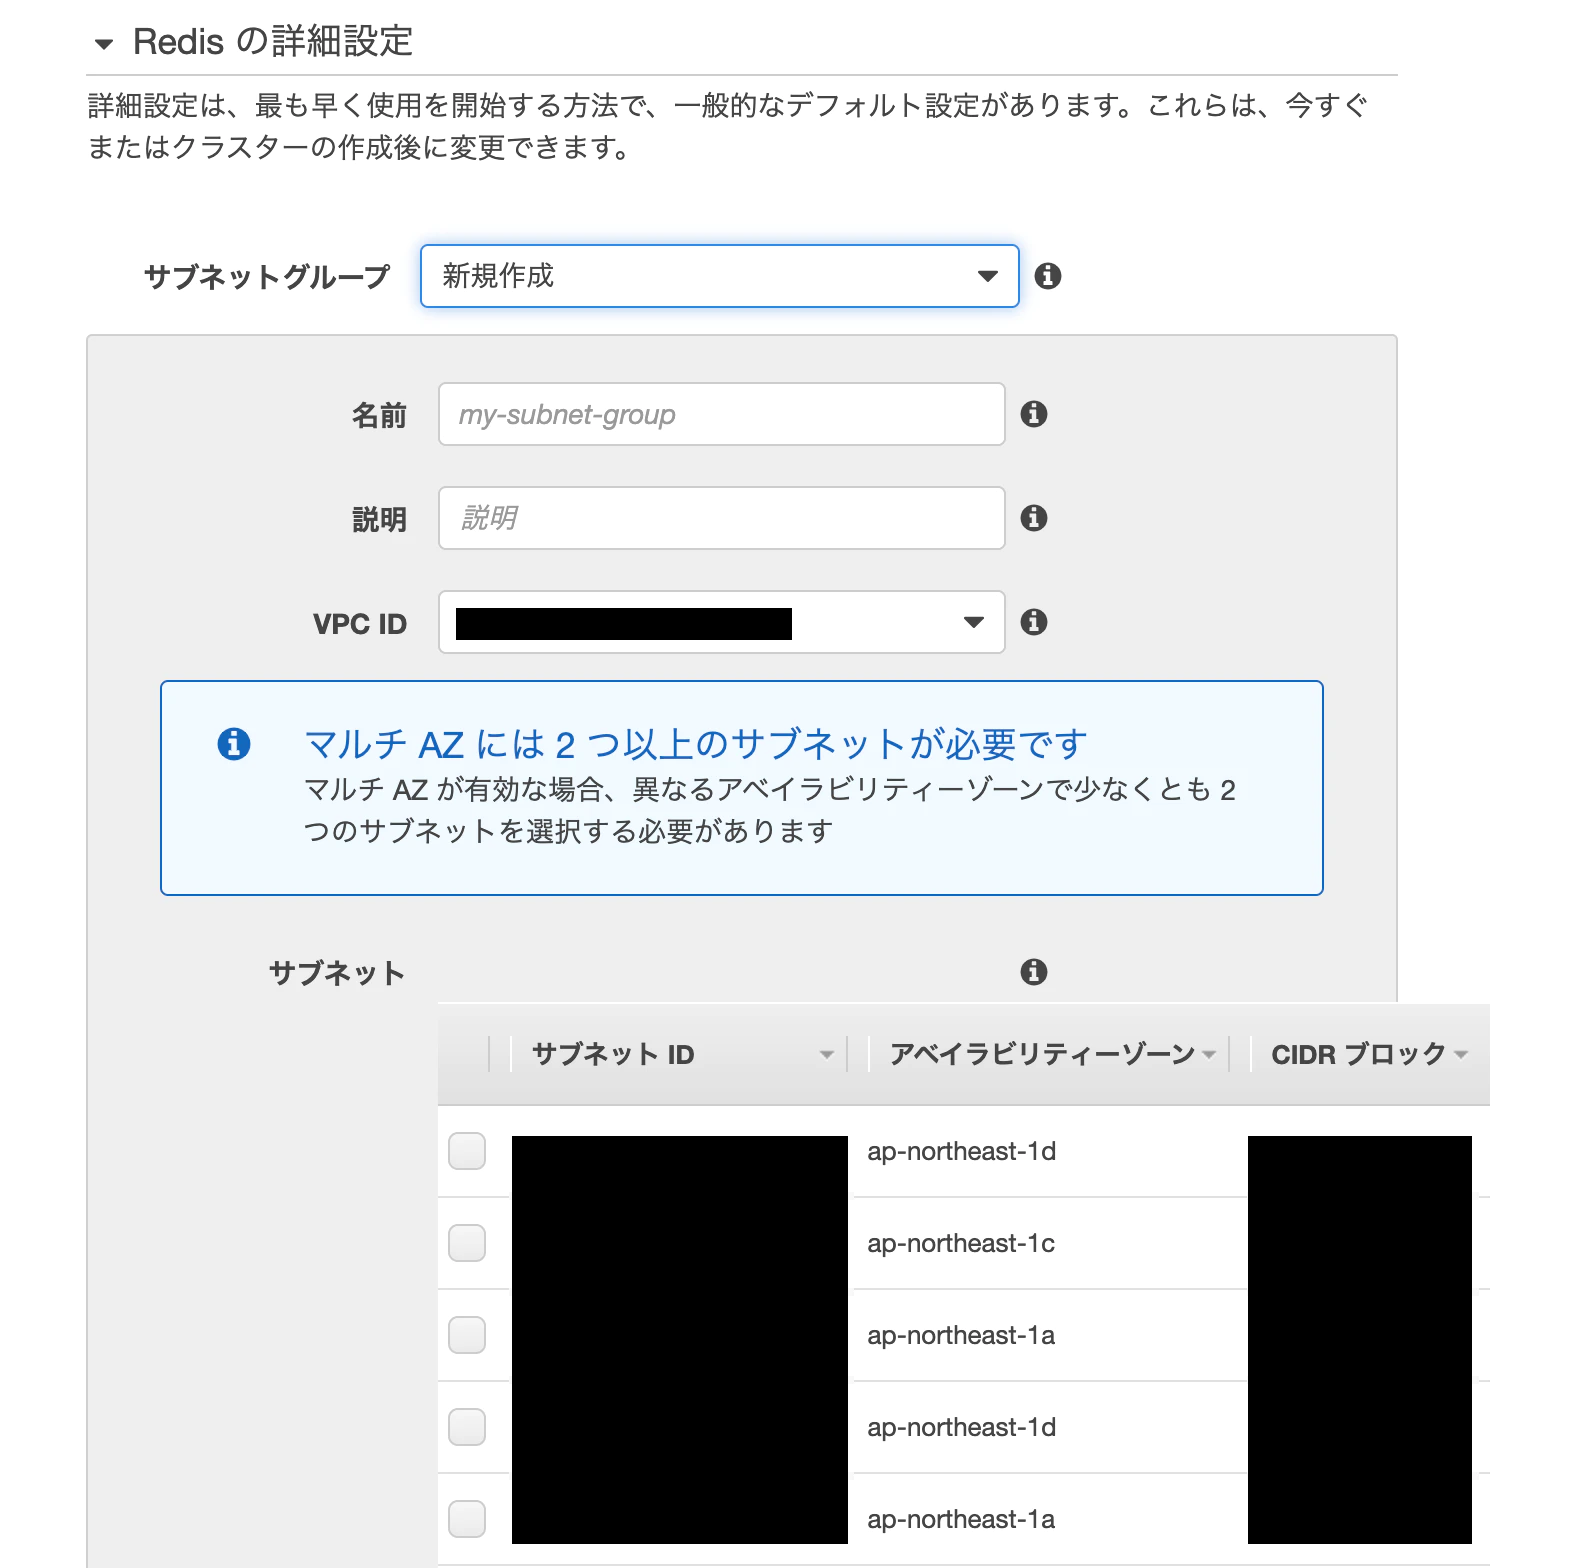 Redis の詳細設定
詳細設定は、最も早く使用を開始する方法で、一般的なデフォルト設定があります。これらは、今すぐ
またはクラスターの作成後に変更できます。
サブネットグループ 新規作成
名前 my-subnet-group
説明 説明
VPC ID
マルチ AZ には 2 つ以上のサブネットが必要です
マルチ AZ が有効な場合、異なるアベイラビリティーゾーンで少なくとも 2
つのサブネットを選択する必要があります
サブネット
サブネット ID アベイラビリティーゾーン CIDR ブロック
ap-northeast-1d
ap-northeast-1c
ap-northeast-1a
ap-northeast-1d
ap-northeast-1a